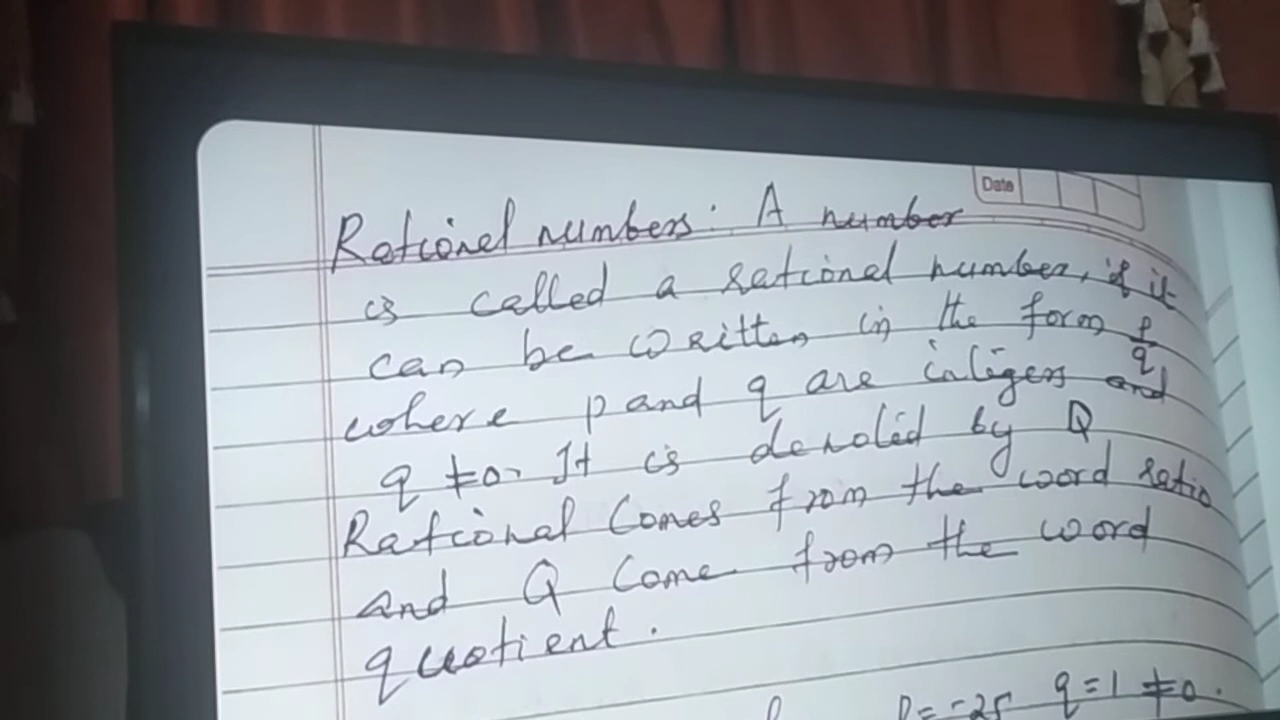 Date
Rational numbers: A number
is called a rational number, if it
can be written in the form p/q
where p and q are integers and
q ≠ 0. It is denoted by Q
Rational Comes from the word ratio
and Q Come from the word
quotient.
p = -25 q = 1 ≠ 0.